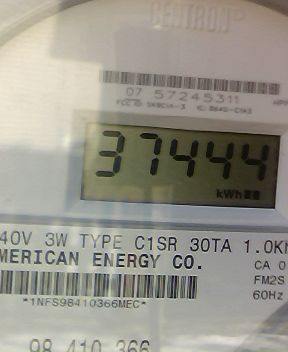 CENTRON
07 57245311
37444
kWh
40V 3W TYPE C1SR 30TA 1.0K
MERICAN ENERGY CO.
CA 0
FM2S
60Hz
*1NFS98410366MEC*
98 410 366